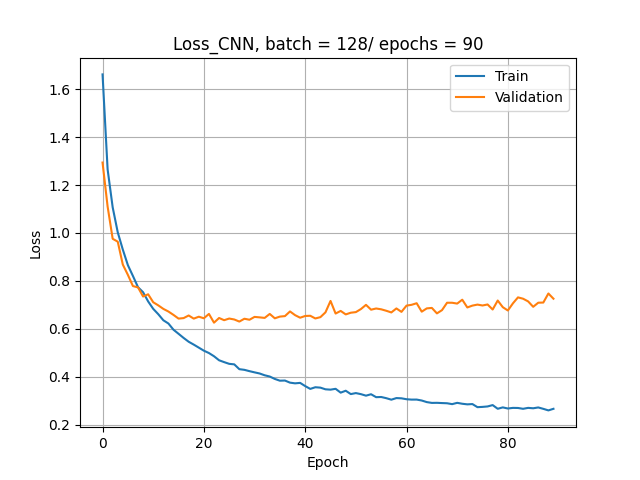 Loss_CNN, batch = 128/ epochs = 90
Train
Validation
1.6
1.4
1.2
1.0
0.8
0.6
0.4
0.2
Loss
0
20
40
60
80
Epoch